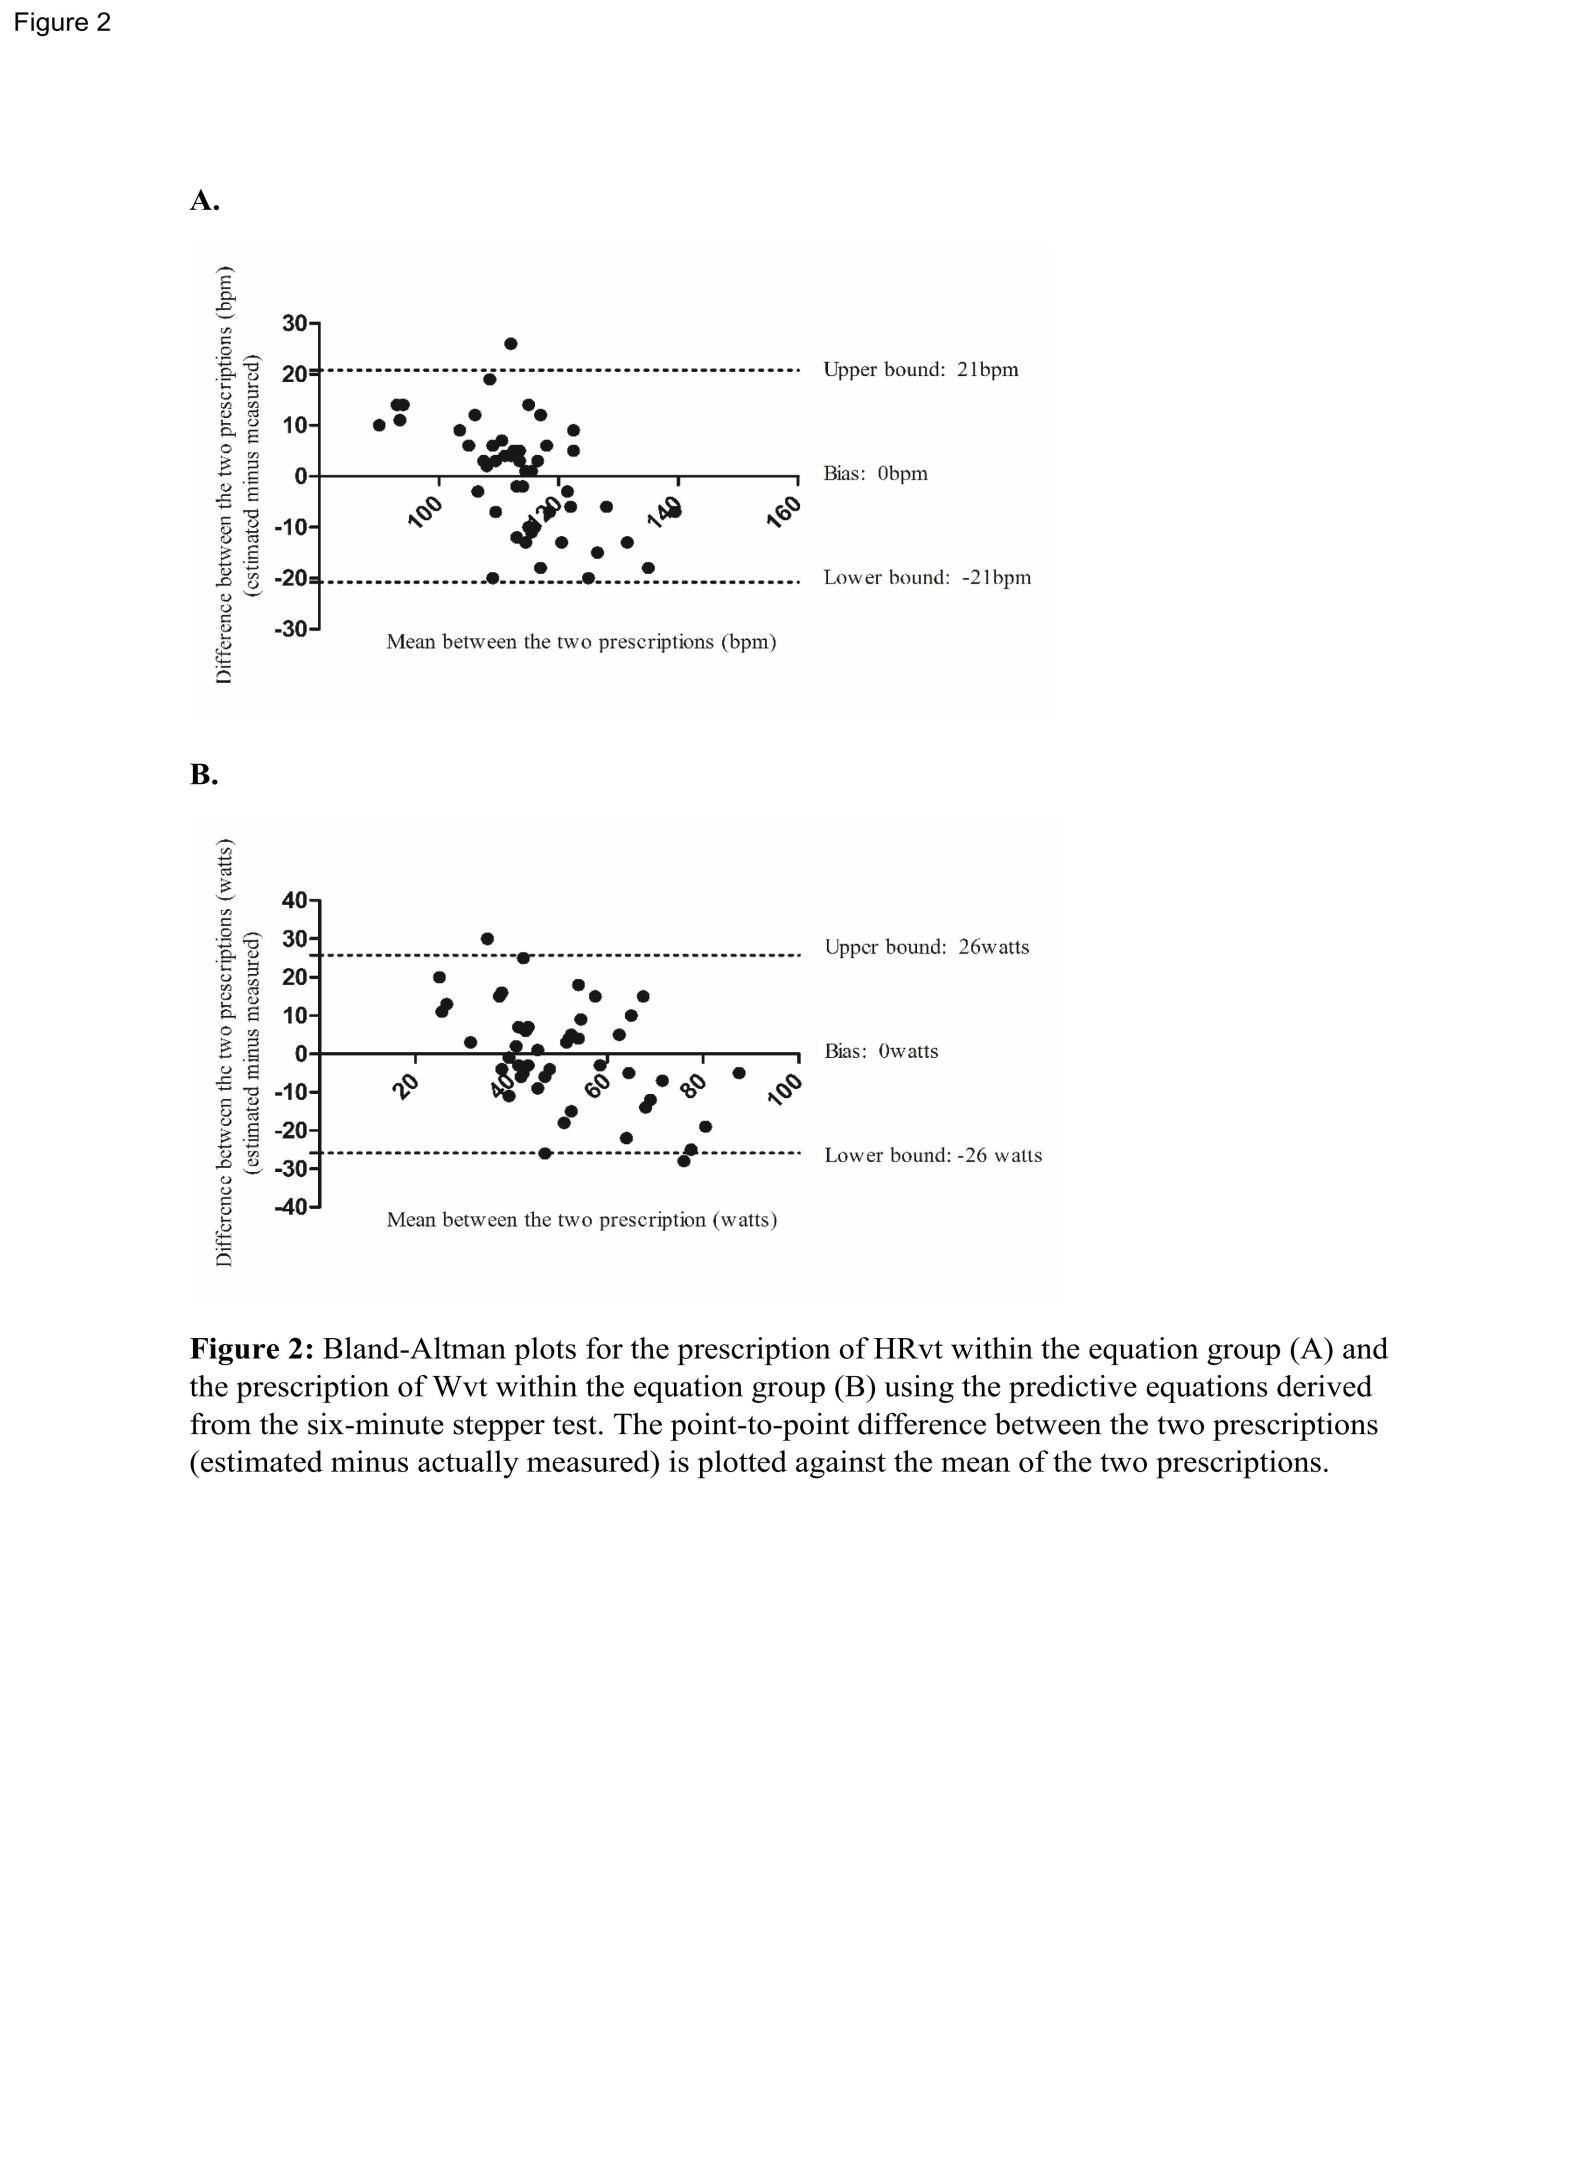 Figure 2
A.
Difference between the two prescriptions (bpm)
(estimated minus measured)
30
20
10
0
-10
-20
-30
100
120
140
160
Upper bound: 21bpm
Bias: 0bpm
Lower bound: -21bpm
Mean between the two prescriptions (bpm)
B.
Difference between the two prescriptions (watts)
(estimated minus measured)
40
30
20
10
0
-10
-20
-30
-40
20
40
60
80
100
Upper bound: 26watts
Bias: 0watts
Lower bound: -26 watts
Mean between the two prescription (watts)
Figure 2: Bland-Altman plots for the prescription of HRvt within the equation group (A) and
the prescription of Wvt within the equation group (B) using the predictive equations derived
from the six-minute stepper test. The point-to-point difference between the two prescriptions
(estimated minus actually measured) is plotted against the mean of the two prescriptions.